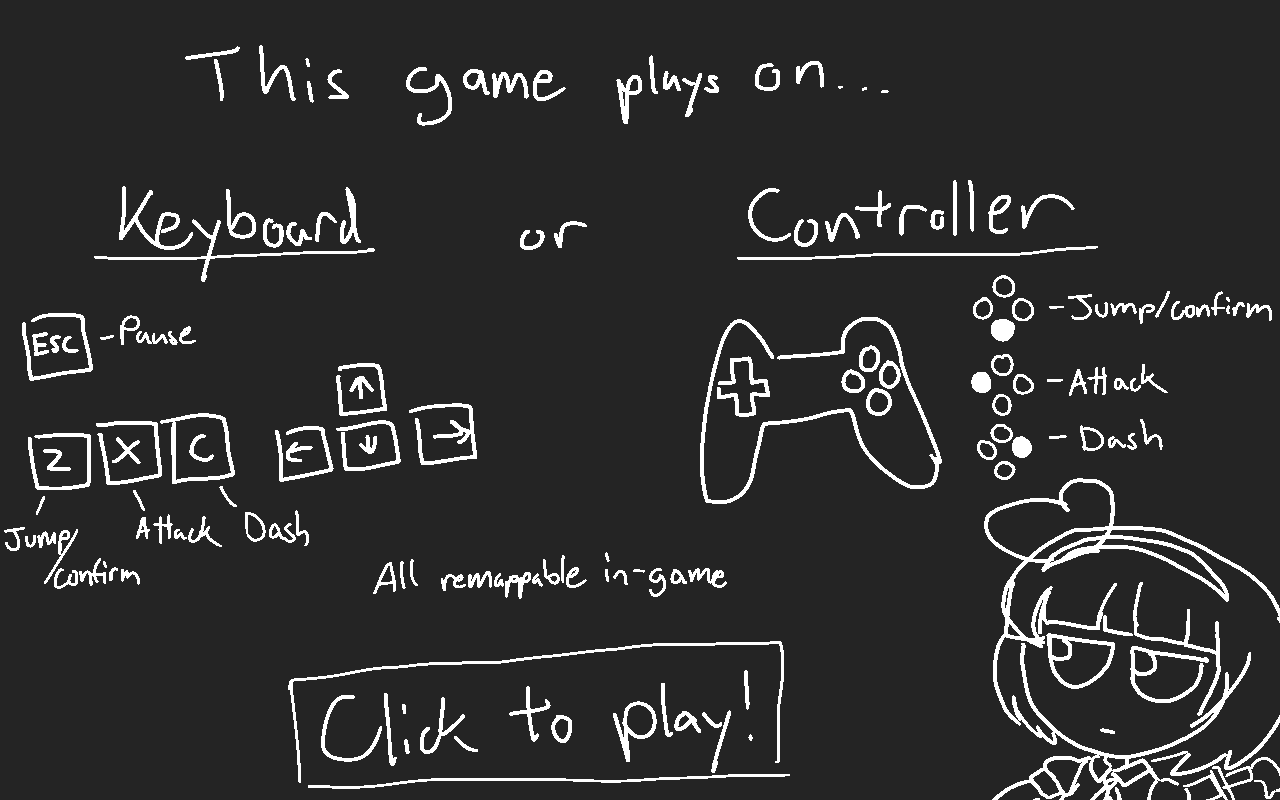 This game plays on...
Keyboard or Controller
Esc - Pause
Z X C
Jump/confirm
Attack
Dash
- Jump/confirm
- Attack
- Dash
All remappable in-game
Click to play!